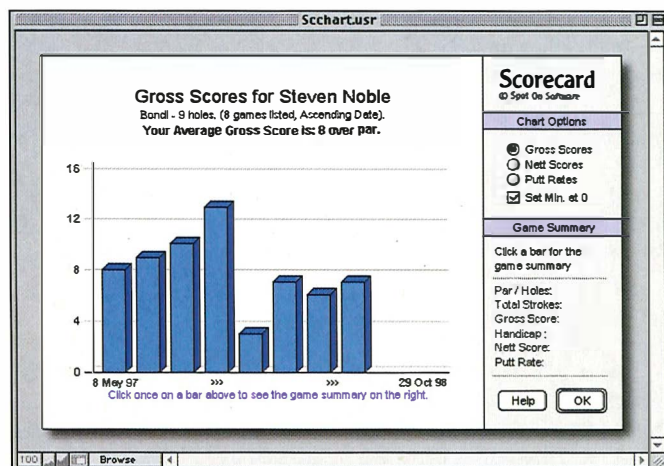 Scchart.usr
Gross Scores for Steven Noble
Bondi - 9 holes. (8 games listed, Ascending Date).
Your Average Gross Score is: 8 over par.
16
12
8
4
0
8 May 97
>>>
>>>
29 Oct 98
Click once on a bar above to see the game summary on the right.
Scorecard
© Spot On Software
Chart Options
Gross Scores
Nett Scores
Putt Rates
Set Min. at 0
Game Summary
Click a bar for the
game summary
Par / Holes:
Total Strokes:
Gross Score:
Handicap :
Nett Score:
Putt Rate:
Help
OK
100
Browse